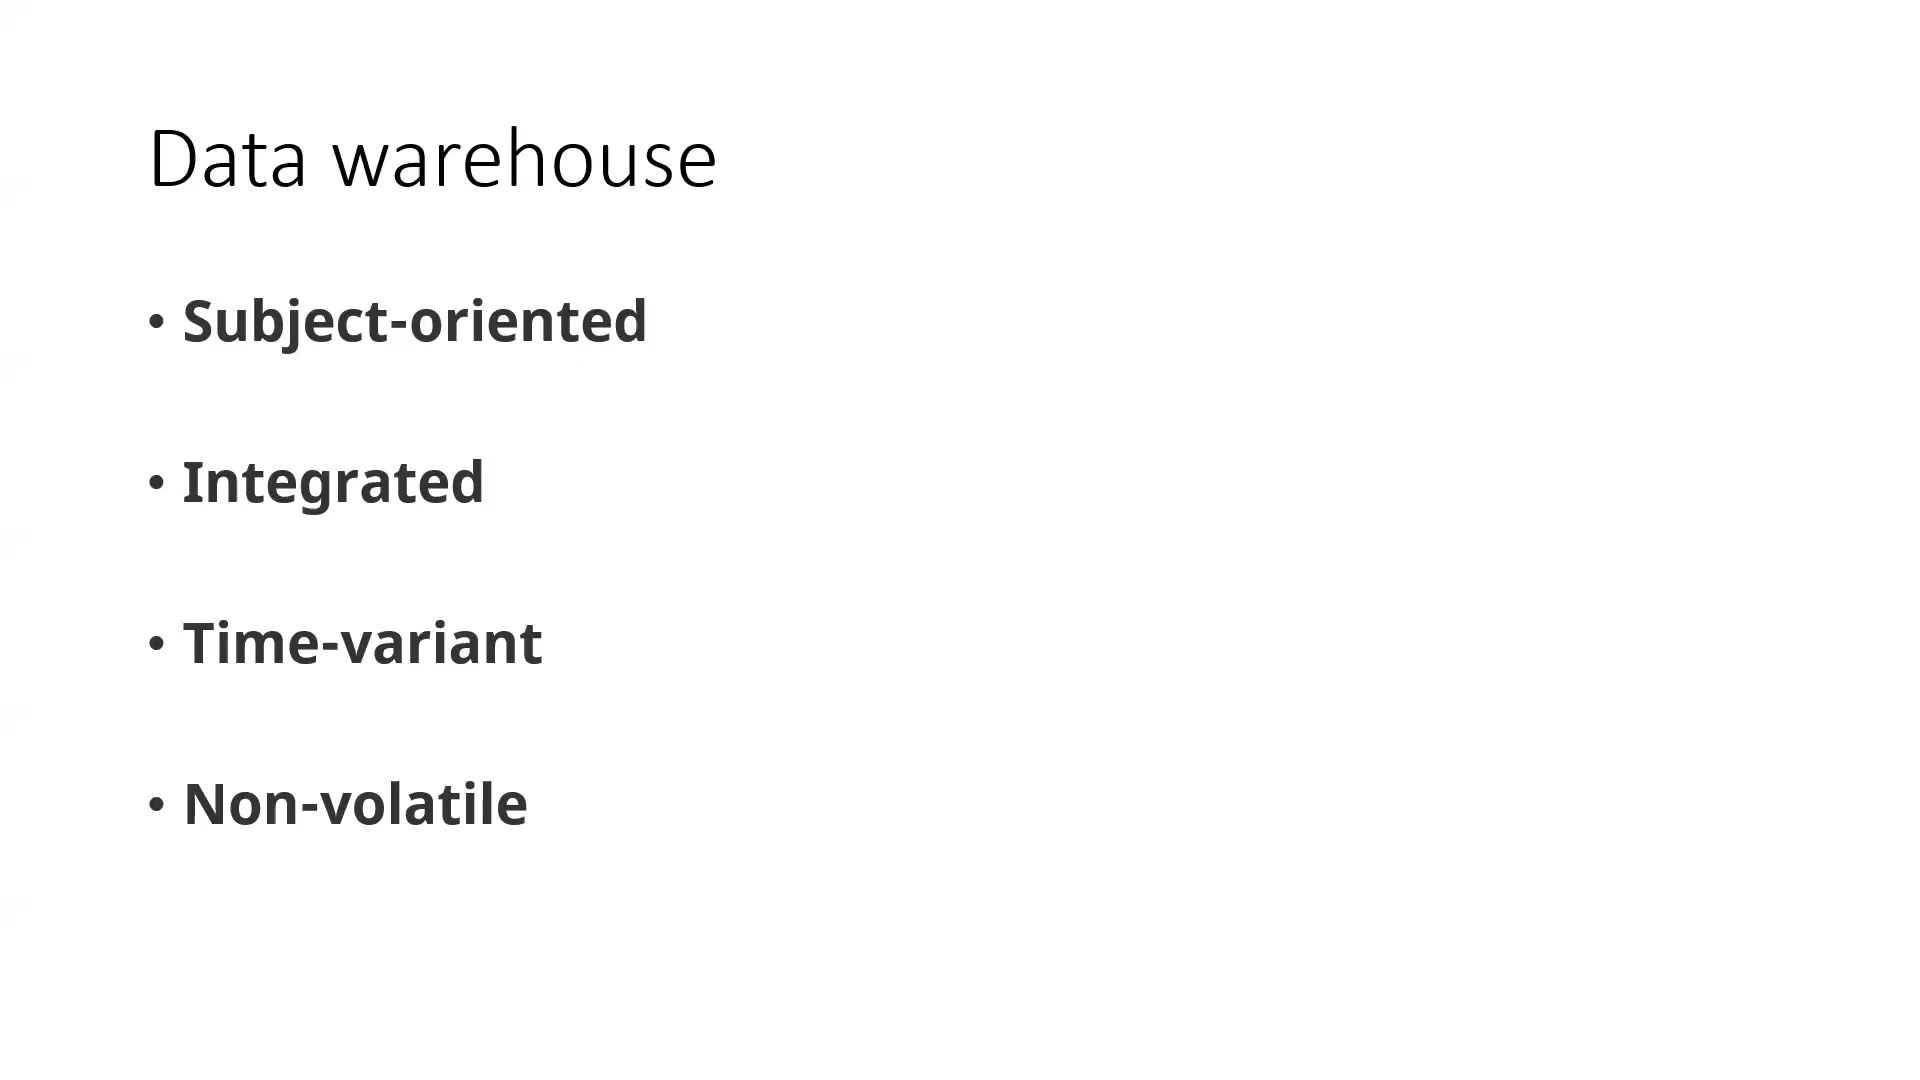 Data warehouse
• Subject-oriented
• Integrated
• Time-variant
• Non-volatile